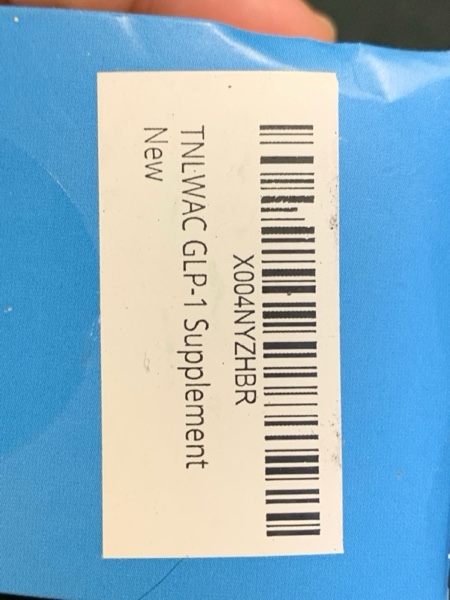 X004NYZHBR
TNLWAC GLP-1 Supplement
New